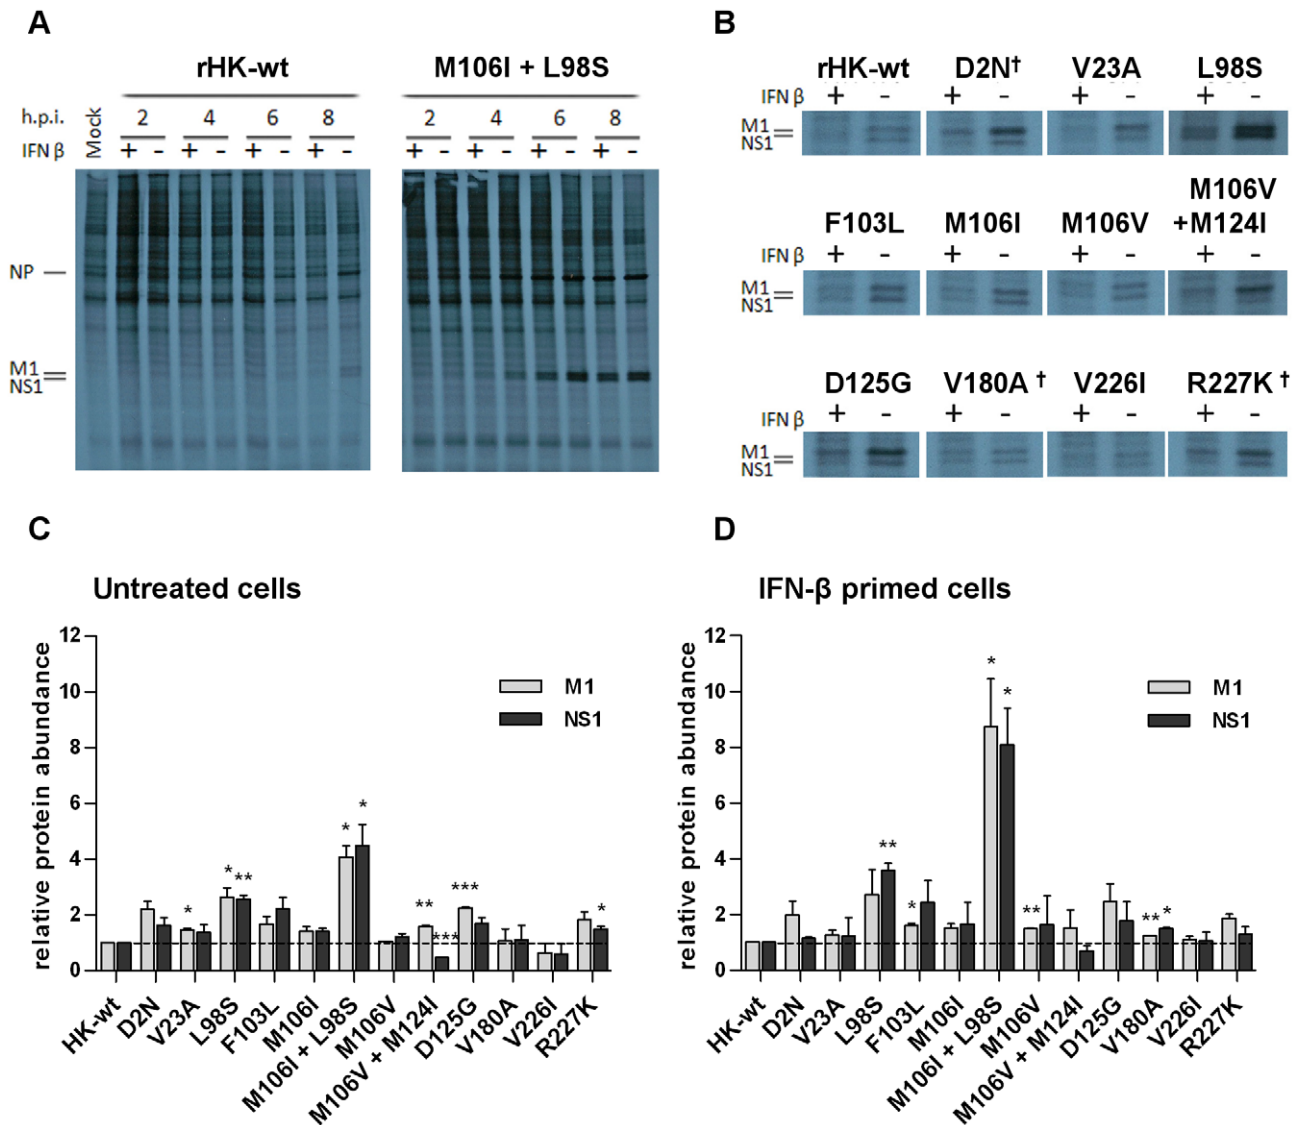 A
rHK-wt
M106I + L98S
h.p.i.
Mock
2 4 6 8
2 4 6 8
IFN β + - + - + - + -
+ - + - + - + -
NP
M1
NS1
B
rHK-wt D2N† V23A L98S
IFN β + - + - + - + -
M1
NS1
M106V
F103L M106I M106V +M124I
IFN β + - + - + - + -
M1
NS1
D125G V180A † V226I R227K †
IFN β + - + - + - + -
M1
NS1
C
Untreated cells
relative protein abundance
12
10
8
6
4
2
0
M1
NS1
* * ** * * ** *** *** *
HK-wt
D2N
V23A
L98S
F103L
M106I
M106I + L98S
M106V
M106V + M124I
D125G
V180A
V226I
R227K
D
IFN-β primed cells
relative protein abundance
12
10
8
6
4
2
0
M1
NS1
** * * * ** ** *
HK-wt
D2N
V23A
L98S
F103L
M106I
M106I + L98S
M106V
M106V + M124I
D125G
V180A
V226I
R227K